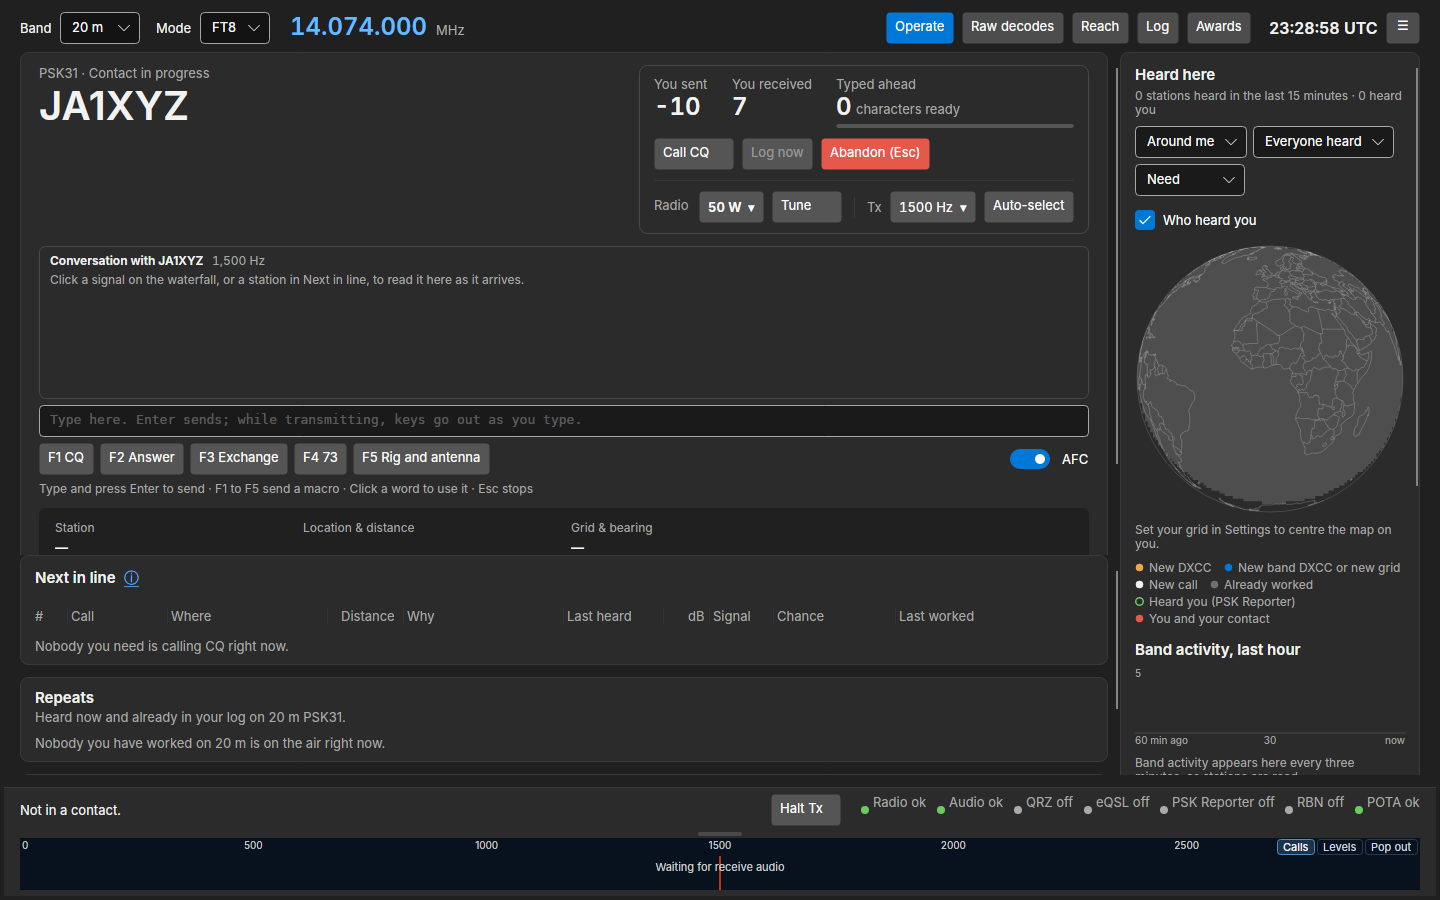 Band 20 m Mode FT8 14.074.000 MHz Operate Raw decodes Reach Log Awards 23:28:58 UTC ☰
PSK31 · Contact in progress
JA1XYZ
You sent You received Typed ahead
-10 7 0 characters ready
Call CQ Log now Abandon (Esc)
Radio 50 W ▾ Tune Tx 1500 Hz ▾ Auto-select
Conversation with JA1XYZ 1,500 Hz
Click a signal on the waterfall, or a station in Next in line, to read it here as it arrives.
Type here. Enter sends; while transmitting, keys go out as you type.
F1 CQ F2 Answer F3 Exchange F4 73 F5 Rig and antenna AFC
Type and press Enter to send · F1 to F5 send a macro · Click a word to use it · Esc stops
Station Location & distance Grid & bearing
— —
Next in line ⓘ
# Call Where Distance Why Last heard dB Signal Chance Last worked
Nobody you need is calling CQ right now.
Repeats
Heard now and already in your log on 20 m PSK31.
Nobody you have worked on 20 m is on the air right now.
Heard here
0 stations heard in the last 15 minutes · 0 heard
you
Around me Everyone heard
Need
Who heard you
Set your grid in Settings to centre the map on
you.
New DXCC New band DXCC or new grid
New call Already worked
Heard you (PSK Reporter)
You and your contact
Band activity, last hour
5
60 min ago 30 now
Band activity appears here every three
minutes, as stations are read.
Not in a contact. Halt Tx Radio ok Audio ok QRZ off eQSL off PSK Reporter off RBN off POTA ok
0 500 1000 1500 2000 2500 Calls Levels Pop out
Waiting for receive audio